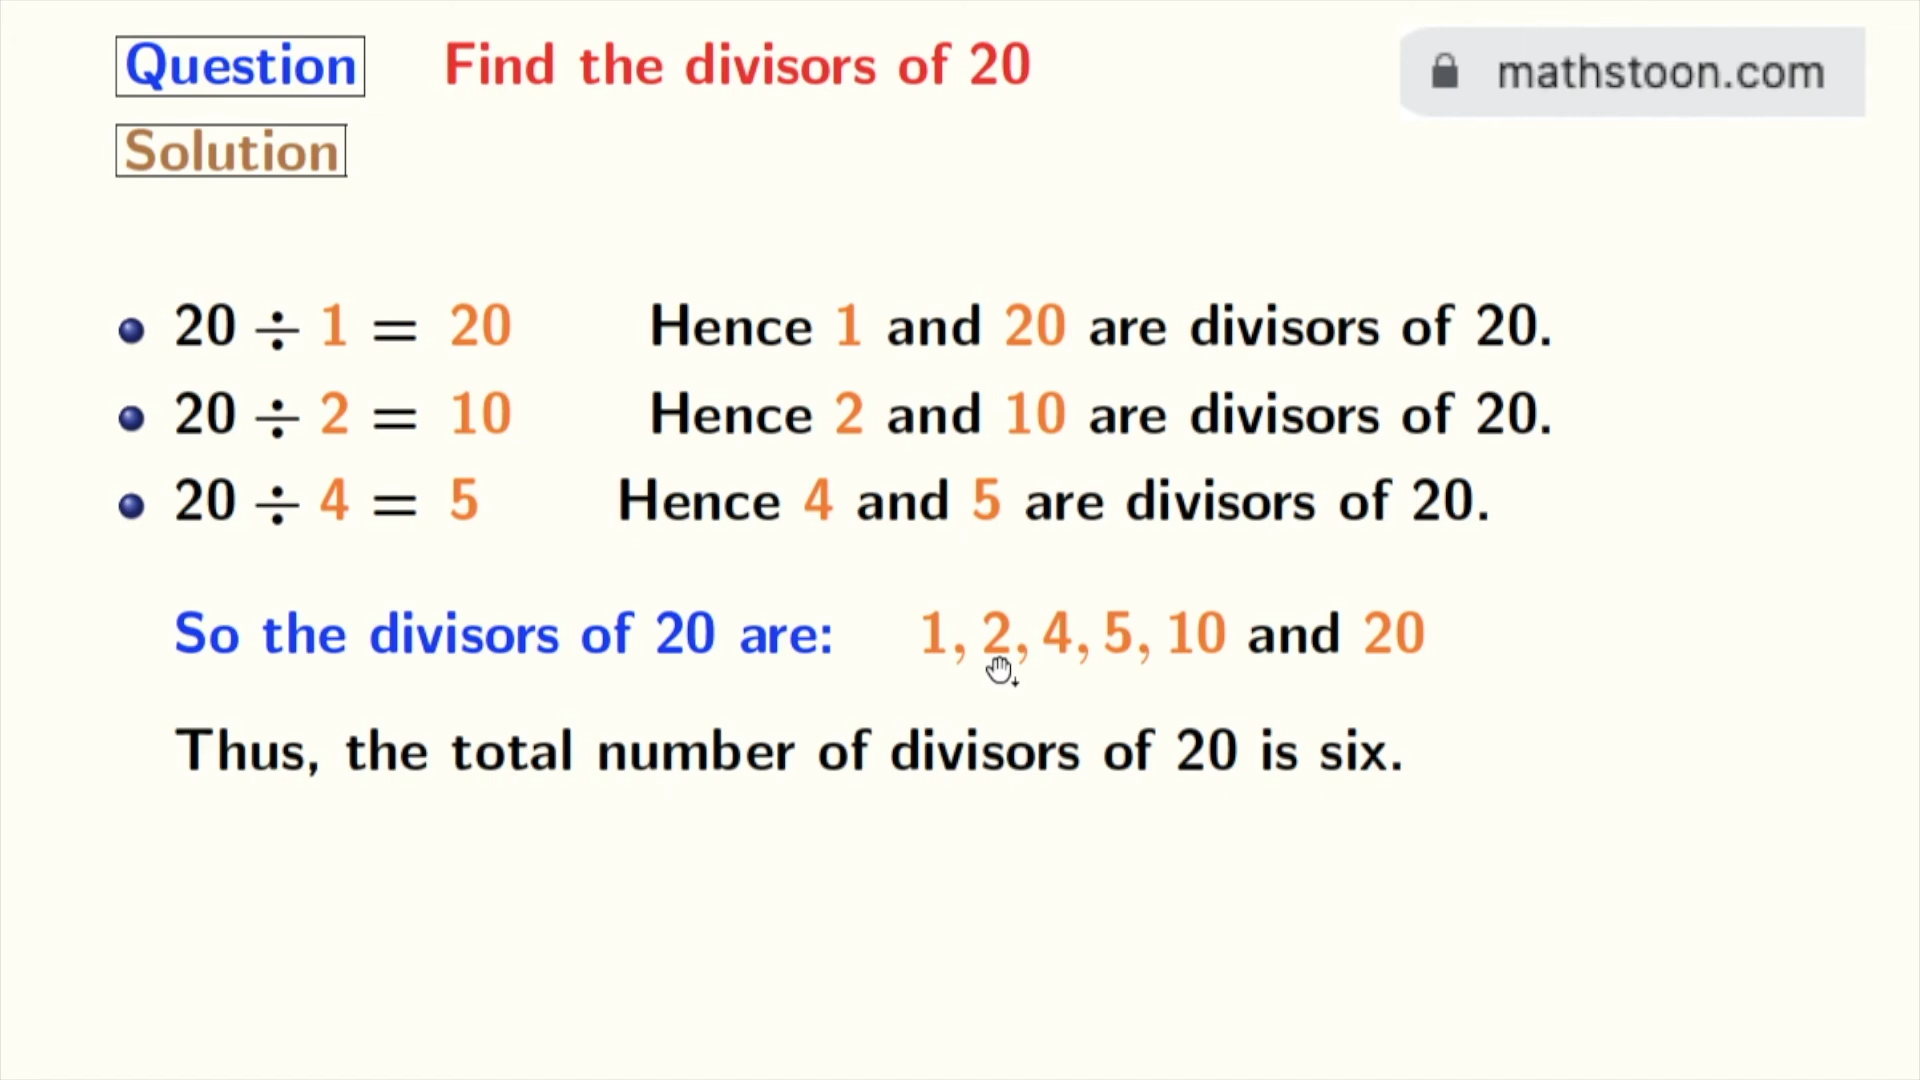 Question Find the divisors of 20 mathstoon.com
Solution
20 ÷ 1 = 20 Hence 1 and 20 are divisors of 20.
20 ÷ 2 = 10 Hence 2 and 10 are divisors of 20.
20 ÷ 4 = 5 Hence 4 and 5 are divisors of 20.
So the divisors of 20 are: 1, 2, 4, 5, 10 and 20
Thus, the total number of divisors of 20 is six.